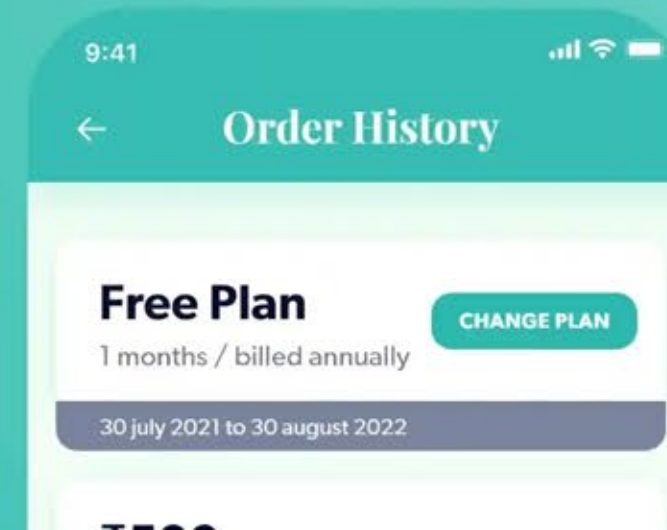 9:41
Order History
Free Plan
CHANGE PLAN
1 months / billed annually
30 july 2021 to 30 august 2022